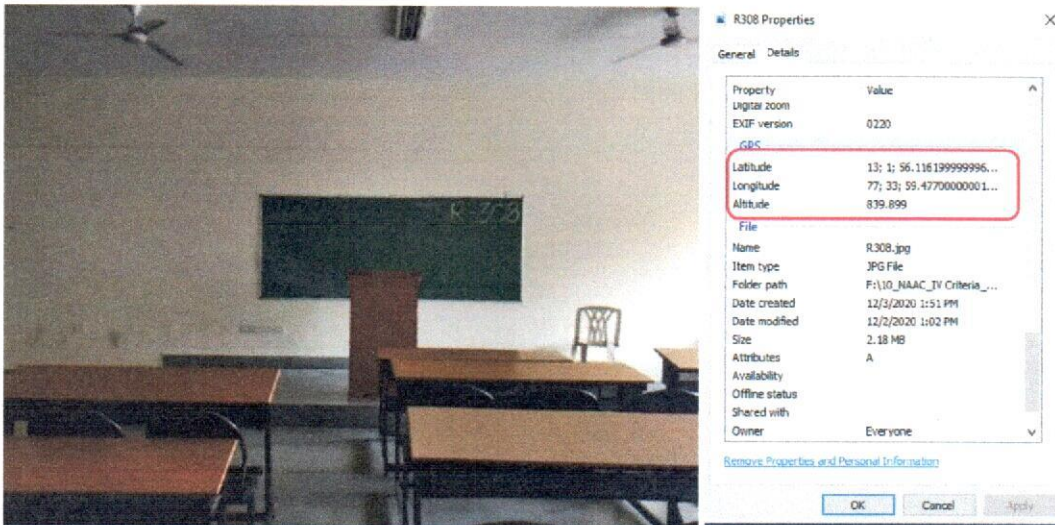 R-308
R308 Properties
General Details
Property Value
Digital zoom
EXIF version 0220
GPS
Latitude 13; 1; 56.116199999996...
Longitude 77; 33; 59.47700000001...
Altitude 839.899
File
Name R308.jpg
Item type JPG File
Folder path F:\10_NAAC_IV Criteria_...
Date created 12/3/2020 1:51 PM
Date modified 12/2/2020 1:02 PM
Size 2.18 MB
Attributes A
Availability
Offline status
Shared with
Owner Everyone
Remove Properties and Personal Information
OK Cancel Apply